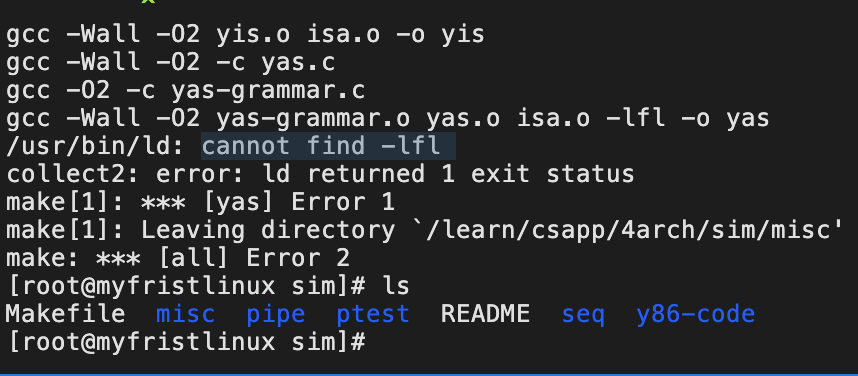 gcc -Wall -O2 yis.o isa.o -o yis
gcc -Wall -O2 -c yas.c
gcc -O2 -c yas-grammar.c
gcc -Wall -O2 yas-grammar.o yas.o isa.o -lfl -o yas
/usr/bin/ld: cannot find -lfl
collect2: error: ld returned 1 exit status
make[1]: *** [yas] Error 1
make[1]: Leaving directory `/learn/csapp/4arch/sim/misc'
make: *** [all] Error 2
[root@myfristlinux sim]# ls
Makefile misc pipe ptest README seq y86-code
[root@myfristlinux sim]#